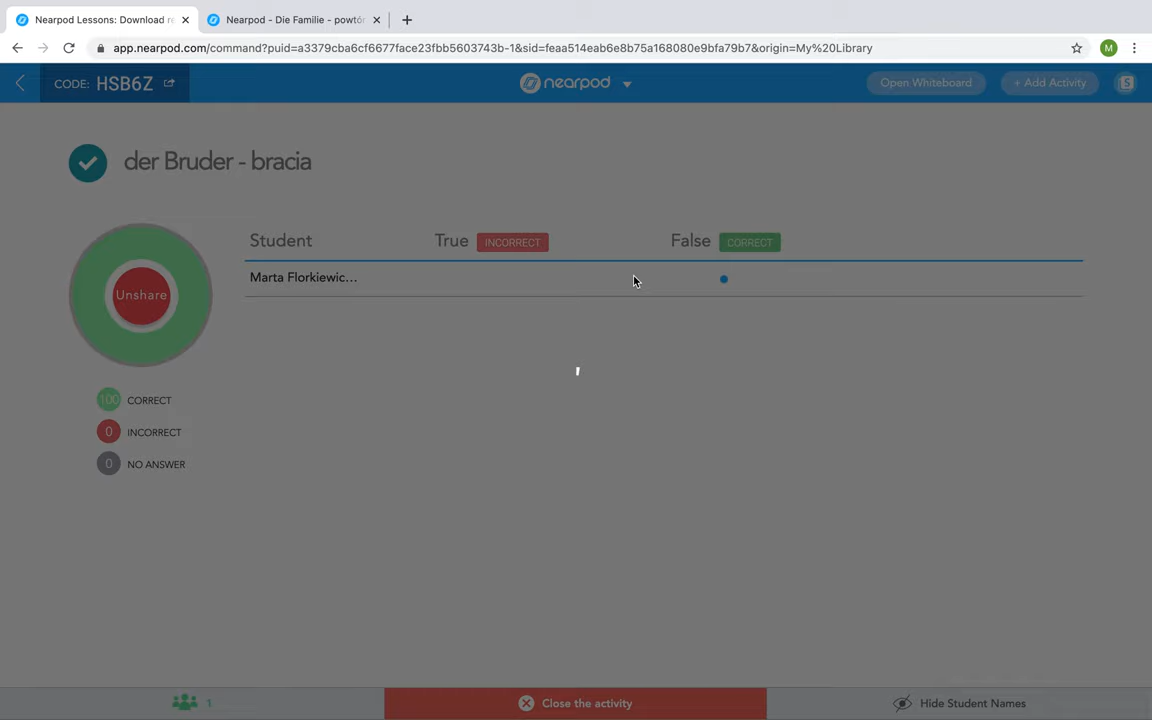 Nearpod Lessons: Download re
Nearpod - Die Familie - powtór
app.nearpod.com/command?puid=a3379cba6cf6677face23fbb5603743b-1&sid=feaa514eab6e8b75a168080e9bfa79b7&origin=My%20Library
M
CODE: HSB6Z
nearpod
Open Whiteboard
+ Add Activity
S
der Bruder - bracia
Student True INCORRECT False CORRECT
Marta Florkiewic...
Unshare
100 CORRECT
0 INCORRECT
0 NO ANSWER
1
Close the activity
Hide Student Names